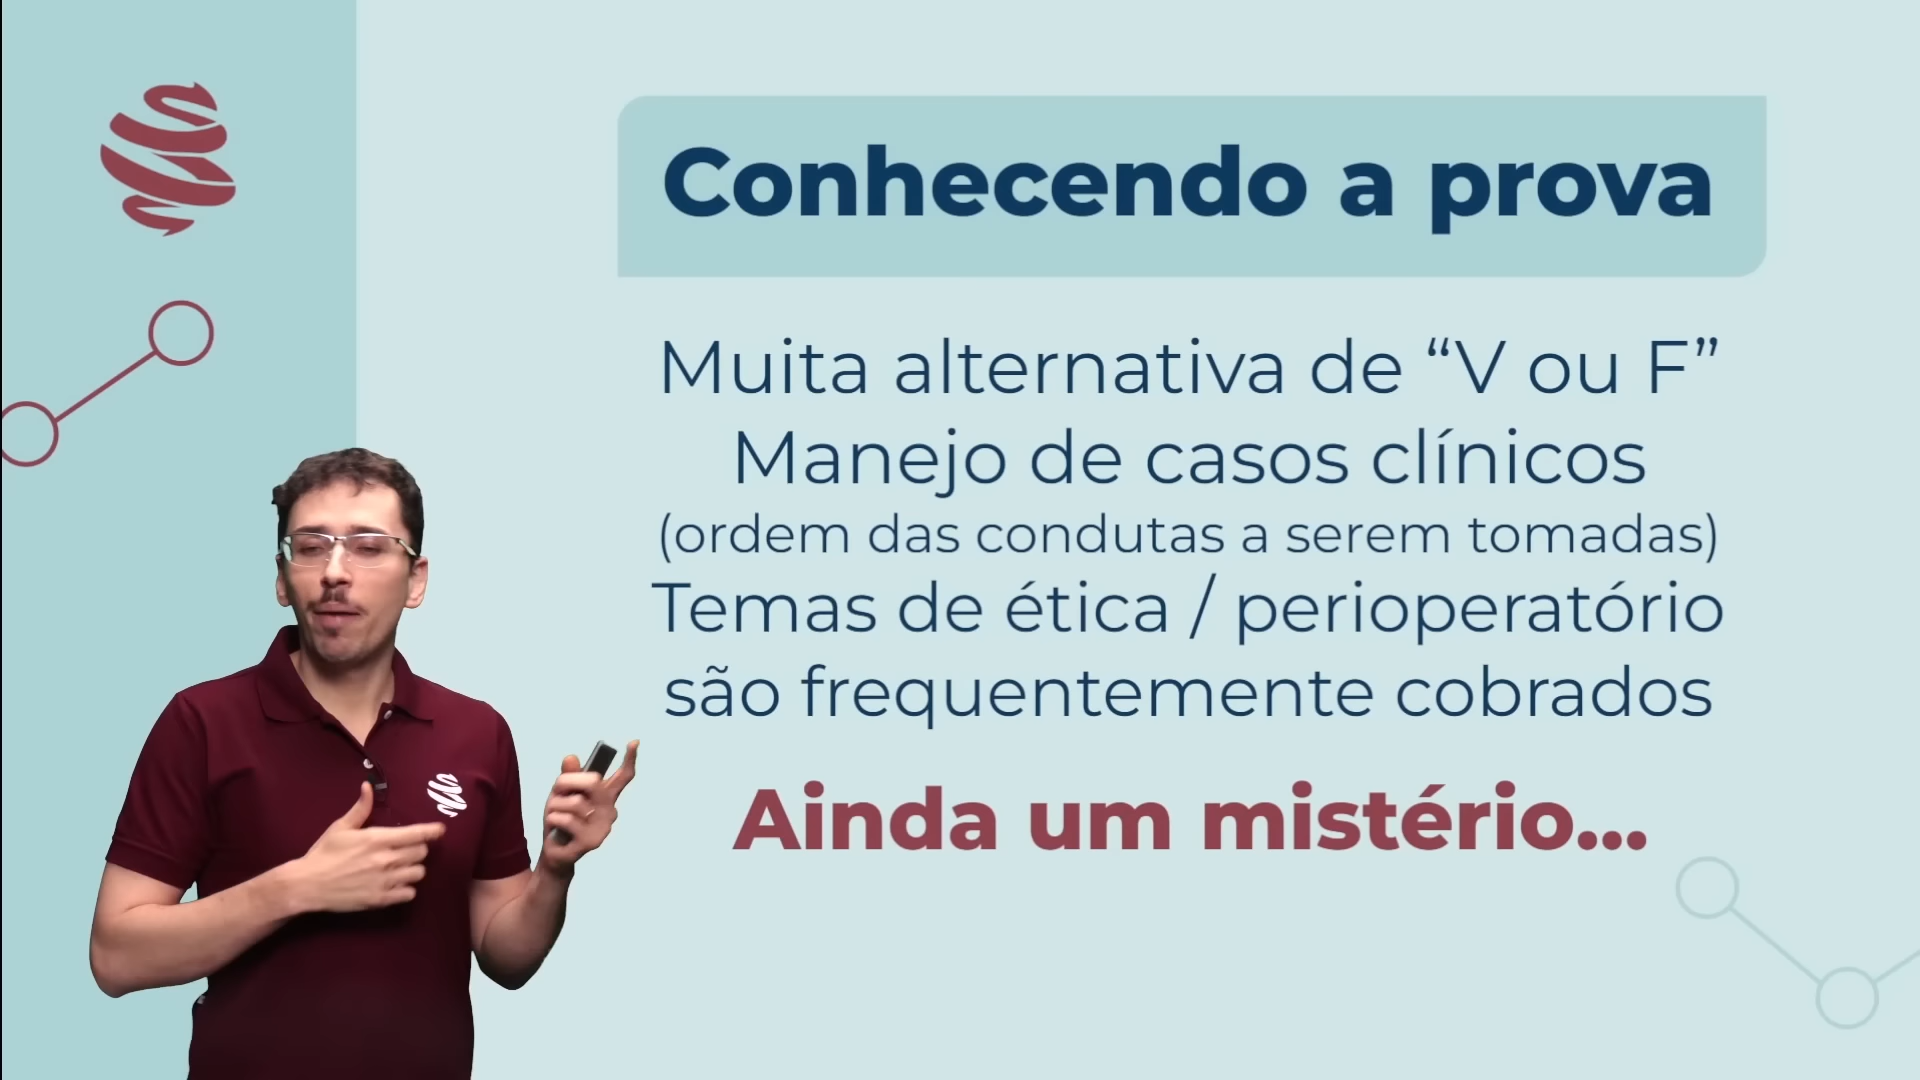 Conhecendo a prova
Muita alternativa de “V ou F”
Manejo de casos clínicos
(ordem das condutas a serem tomadas)
Temas de ética / perioperatório
são frequentemente cobrados
Ainda um mistério...